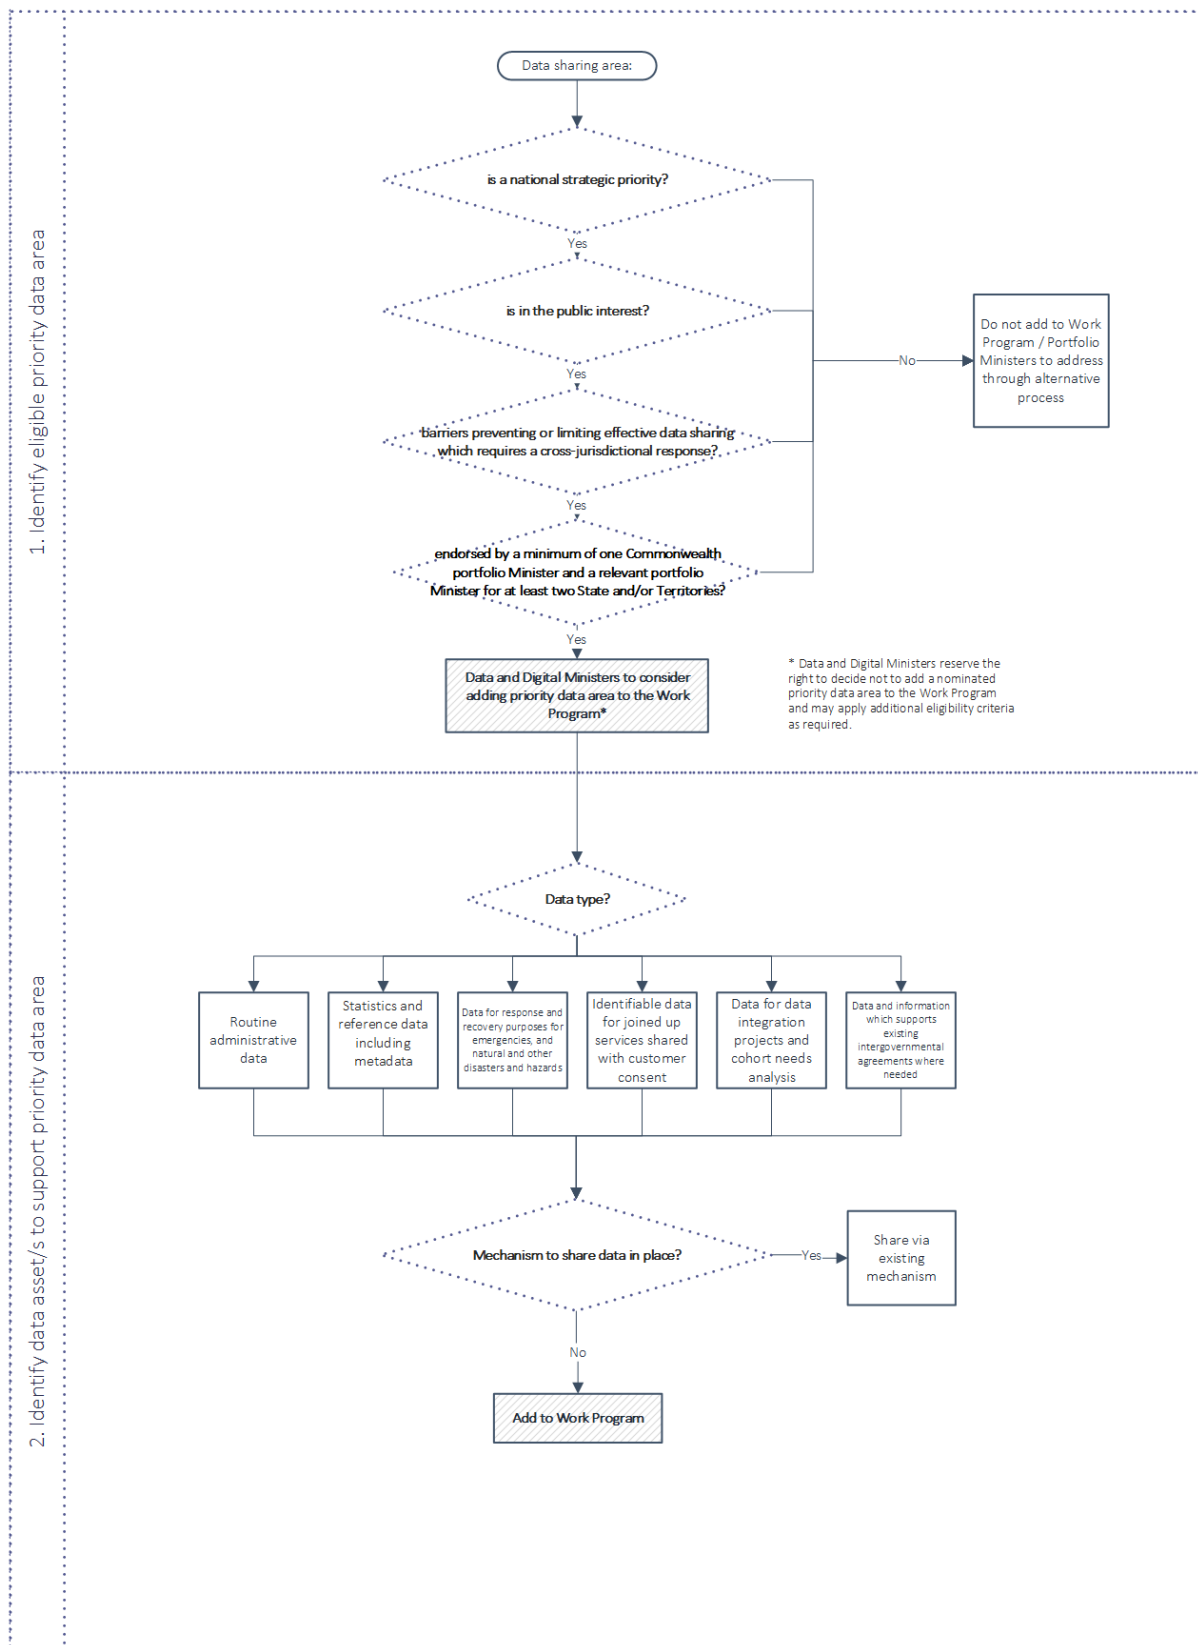 1. Identify eligible priority data area
Data sharing area:
is a national strategic priority?
Yes
is in the public interest?
Yes
barriers preventing or limiting effective data sharing
which requires a cross-jurisdictional response?
Yes
endorsed by a minimum of one Commonwealth
portfolio Minister and a relevant portfolio
Minister for at least two State and/or Territories?
Yes
No
Do not add to Work
Program / Portfolio
Ministers to address
through alternative
process
Data and Digital Ministers to consider
adding priority data area to the Work
Program*
* Data and Digital Ministers reserve the
right to decide not to add a nominated
priority data area to the Work Program
and may apply additional eligibility criteria
as required.
2. Identify data asset/s to support priority data area
Data type?
Routine
administrative
data
Statistics and
reference data
including
metadata
Data for response and
recovery purposes for
emergencies, and
natural and other
disasters and hazards
Identifiable data
for joined up
services shared
with customer
consent
Data for data
integration
projects and
cohort needs
analysis
Data and information
which supports
existing
intergovernmental
agreements where
needed
Mechanism to share data in place?
Yes
Share via
existing
mechanism
No
Add to Work Program